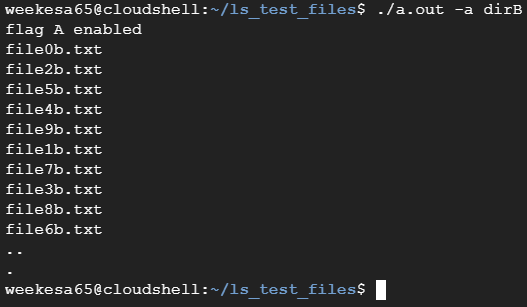 weekesa65@cloudshell:~/ls_test_files$ ./a.out -a dirB
flag A enabled
file0b.txt
file2b.txt
file5b.txt
file4b.txt
file9b.txt
file1b.txt
file7b.txt
file3b.txt
file8b.txt
file6b.txt
..
.
weekesa65@cloudshell:~/ls_test_files$